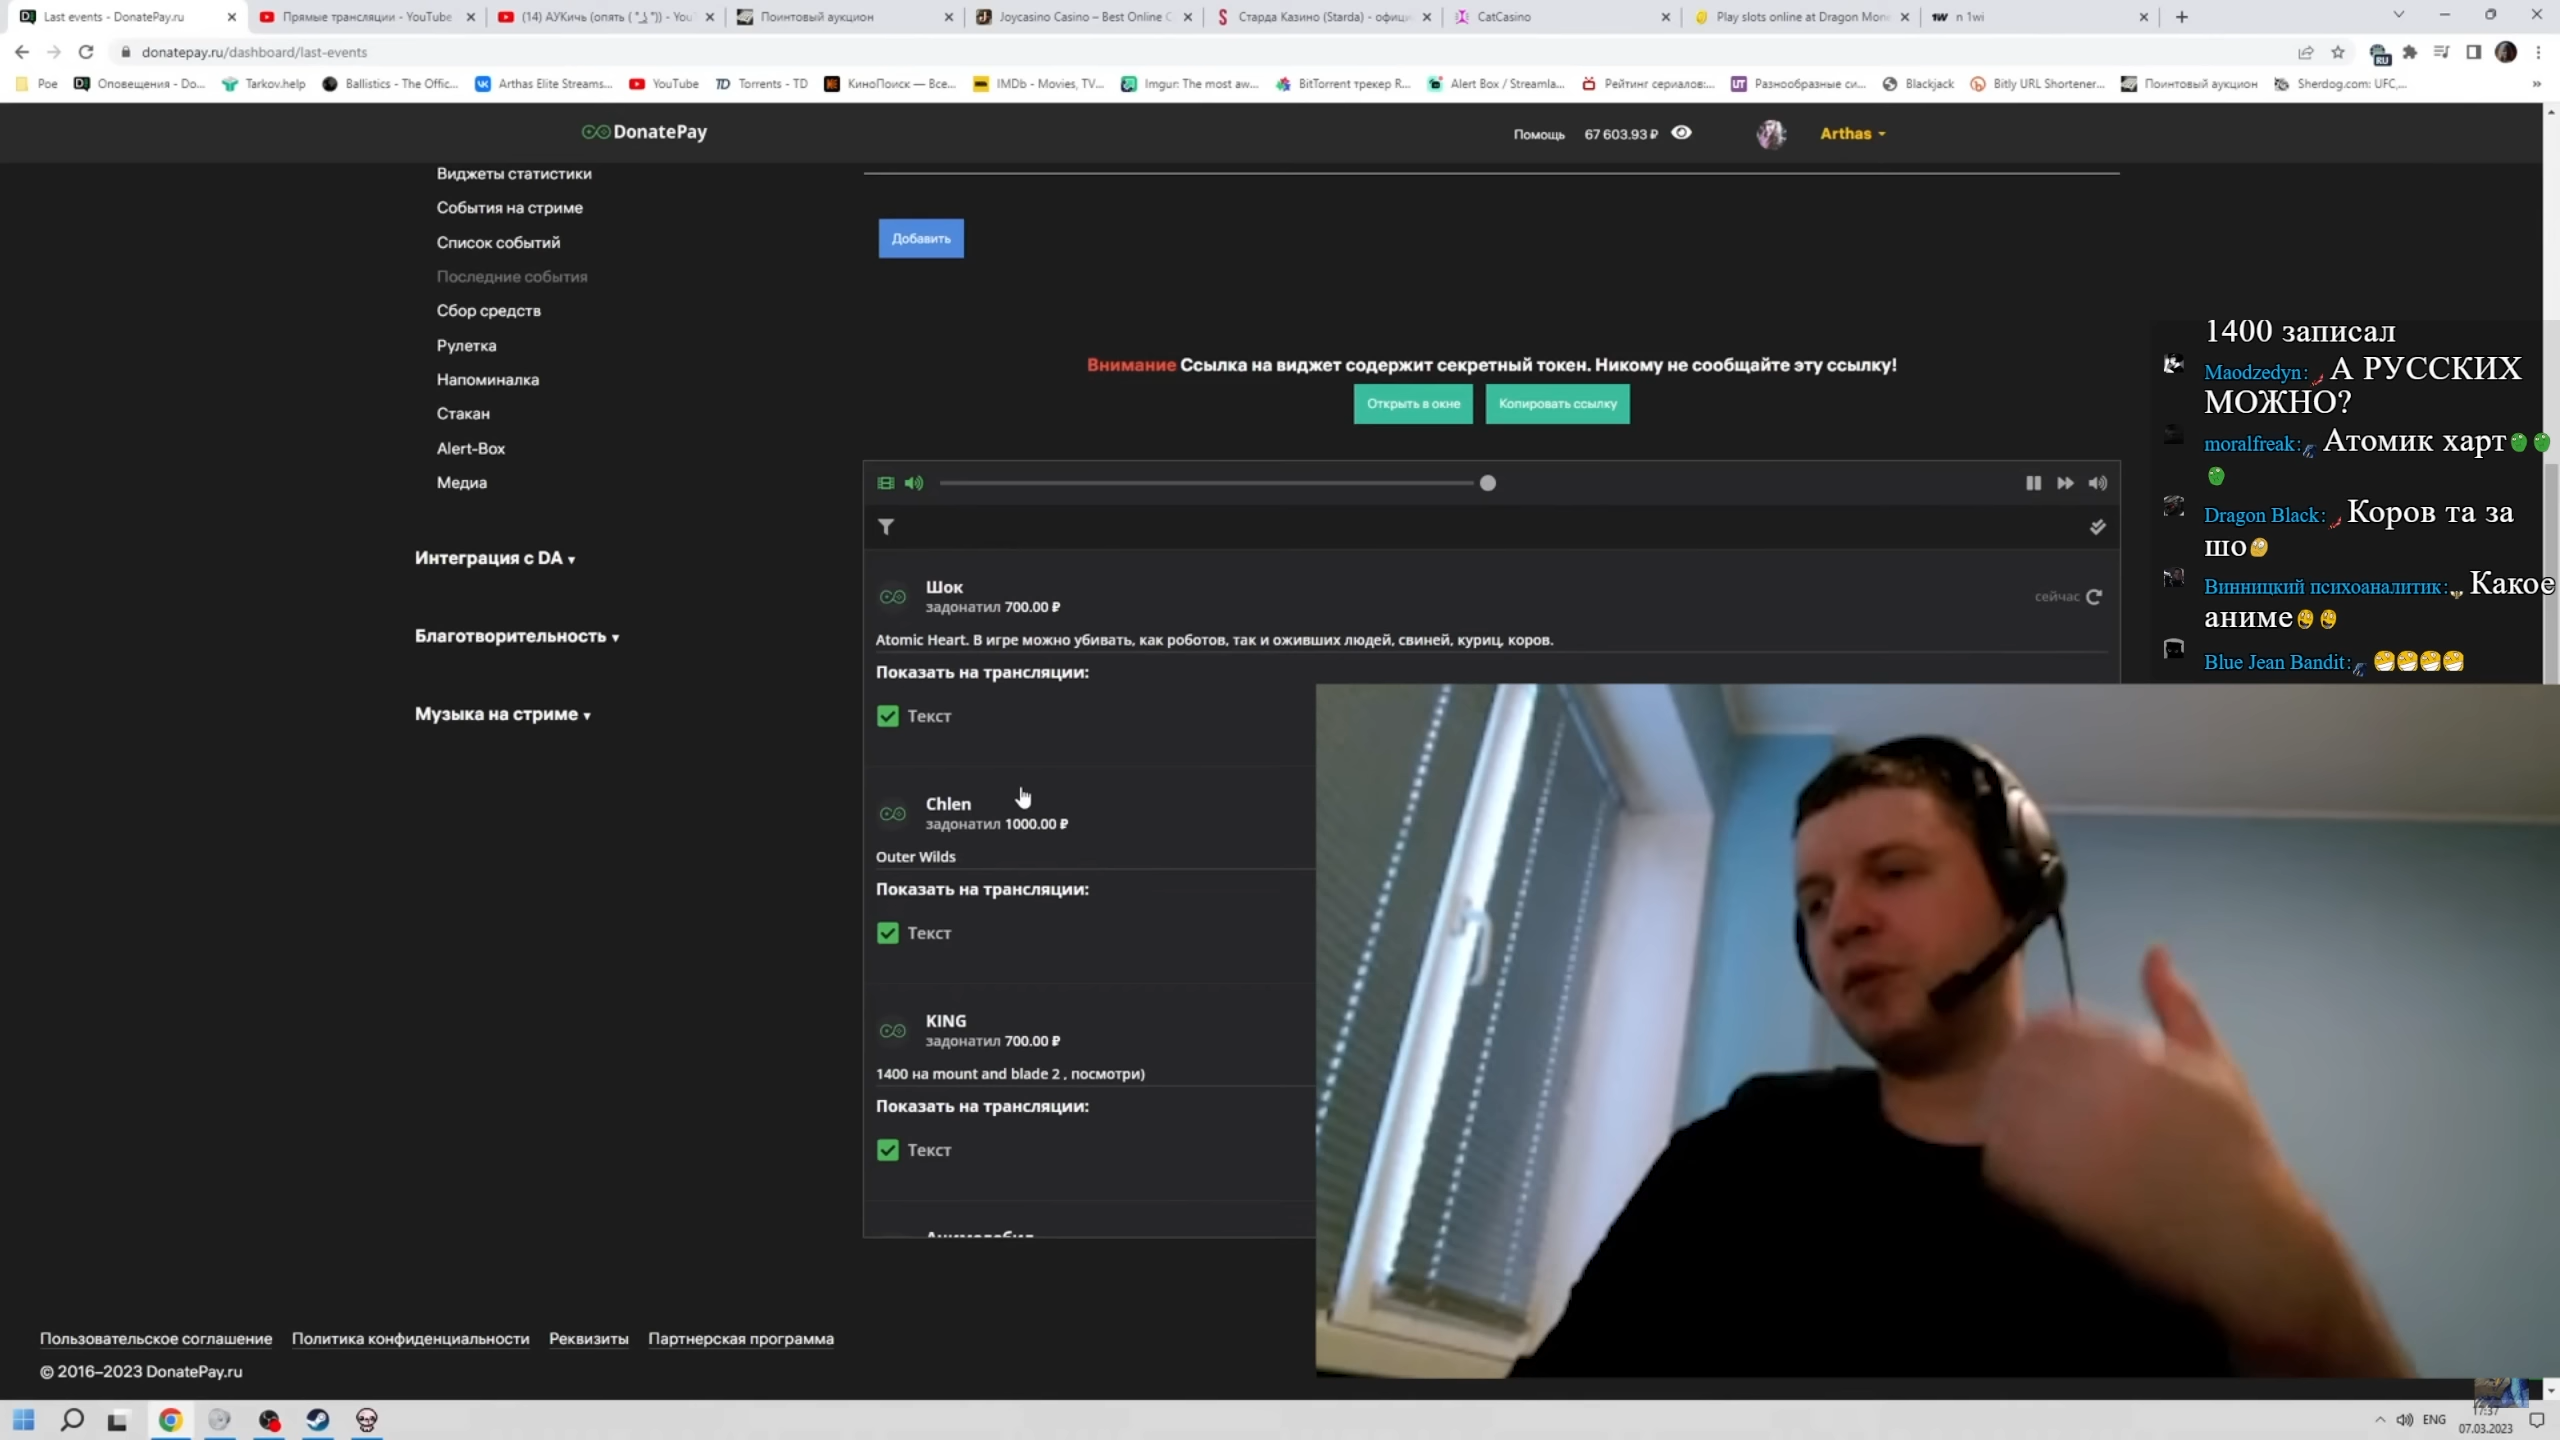 Last events - DonatePay.ru
Прямые трансляции - YouTube
(14) АУКичь (опять ( ͡° ͜ʖ ͡°)) - You
Поинтовый аукцион
Joycasino Casino – Best Online C
Старда Казино (Starda) - официа
CatCasino
Play slots online at Dragon Mon
1W n 1wi
donatepay.ru/dashboard/last-events
RU
Poe
Оповещения - Do...
Tarkov.help
Ballistics - The Offic...
Arthas Elite Streams...
YouTube
TD Torrents - TD
КиноПоиск — Все...
IMDb - Movies, TV...
Imgur: The most aw...
BitTorrent трекер R...
Alert Box / Streamla...
Рейтинг сериалов:...
Разнообразные си...
Blackjack
Bitly URL Shortener...
Поинтовый аукцион
Sherdog.com: UFC,...
DonatePay
Помощь
67 603.93 ₽
Arthas
Виджеты статистики
События на стриме
Список событий
Последние события
Сбор средств
Рулетка
Напоминалка
Стакан
Alert-Box
Медиа
Интеграция с DA
Благотворительность
Музыка на стриме
Добавить
Внимание Ссылка на виджет содержит секретный токен. Никому не сообщайте эту ссылку!
Открыть в окне
Копировать ссылку
Шок
задонатил 700.00 ₽
сейчас
Atomic Heart. В игре можно убивать, как роботов, так и оживших людей, свиней, куриц, коров.
Показать на трансляции:
Текст
Chlen
задонатил 1000.00 ₽
Outer Wilds
Показать на трансляции:
Текст
KING
задонатил 700.00 ₽
1400 на mount and blade 2 , посмотри)
Показать на трансляции:
Текст
1400 записал
Maodzedyn: А РУССКИХ
МОЖНО?
moralfreak: Атомик харт
Dragon Black: Коров та за
шо
Винницкий психоаналитик: Какое
аниме
Blue Jean Bandit:
Пользовательское соглашение
Политика конфиденциальности
Реквизиты
Партнерская программа
© 2016–2023 DonatePay.ru
ENG
17:37
07.03.2023